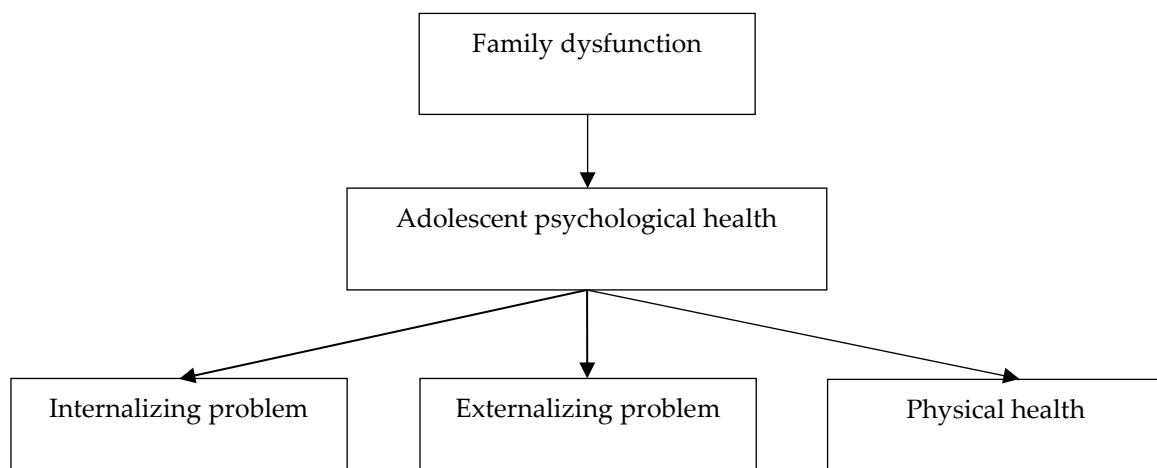 Family dysfunction
Adolescent psychological health
Internalizing problem
Externalizing problem
Physical health